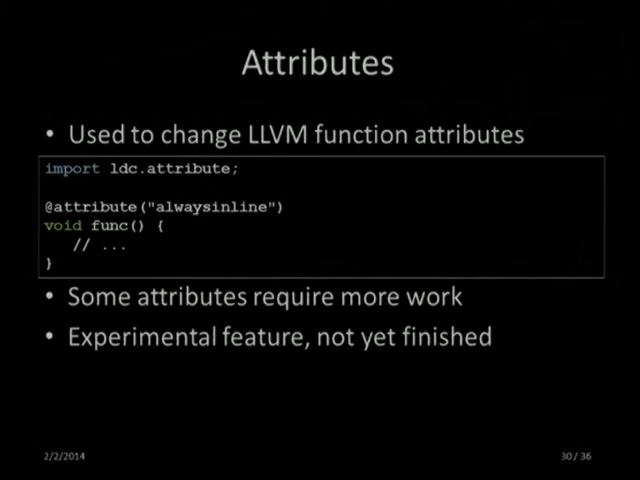 Attributes
• Used to change LLVM function attributes
import ldc.attribute;
@attribute("alwaysinline")
void func() {
// ...
}
• Some attributes require more work
• Experimental feature, not yet finished
2/2/2014
30 / 36